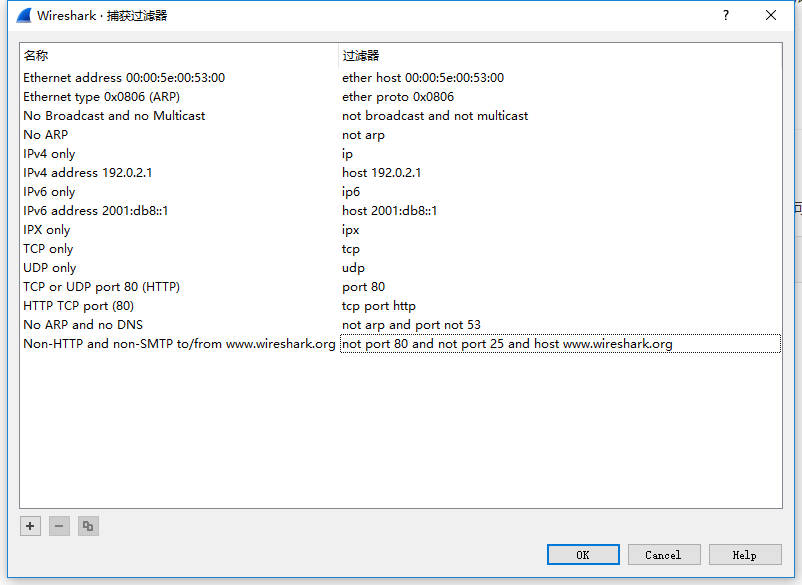 Wireshark · 捕获过滤器
名称 过滤器
Ethernet address 00:00:5e:00:53:00 ether host 00:00:5e:00:53:00
Ethernet type 0x0806 (ARP) ether proto 0x0806
No Broadcast and no Multicast not broadcast and not multicast
No ARP not arp
IPv4 only ip
IPv4 address 192.0.2.1 host 192.0.2.1
IPv6 only ip6
IPv6 address 2001:db8::1 host 2001:db8::1
IPX only ipx
TCP only tcp
UDP only udp
TCP or UDP port 80 (HTTP) port 80
HTTP TCP port (80) tcp port http
No ARP and no DNS not arp and port not 53
Non-HTTP and non-SMTP to/from www.wireshark.org not port 80 and not port 25 and host www.wireshark.org
OK Cancel Help